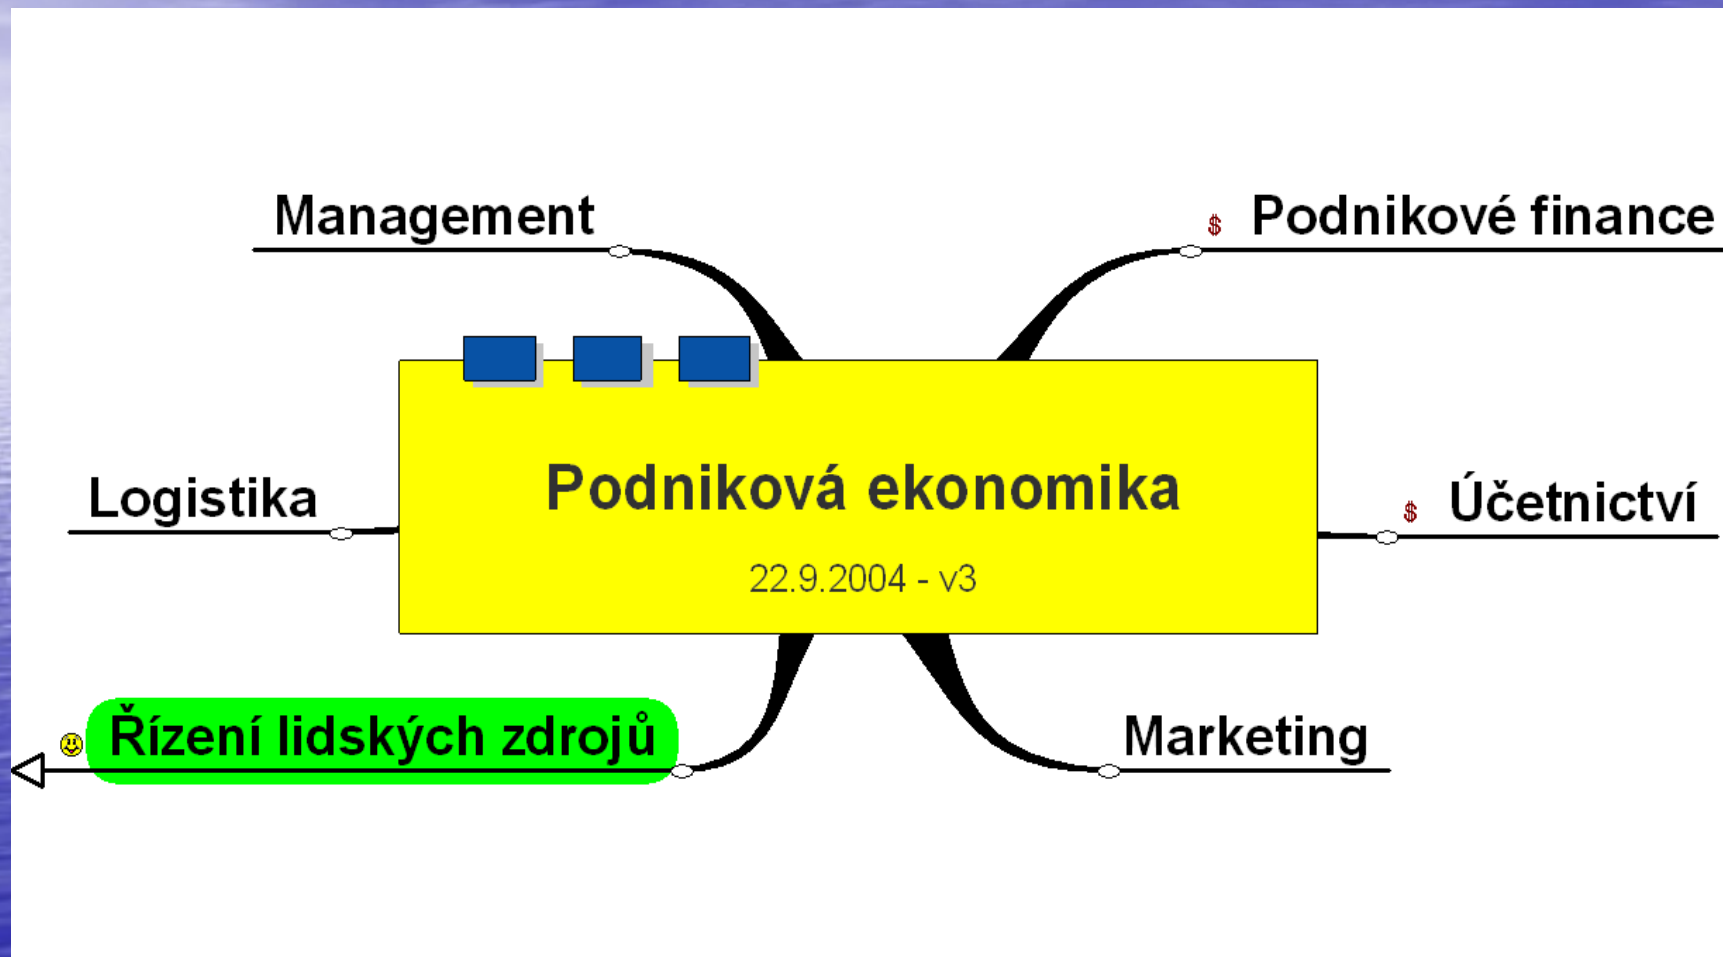 Management
$ Podnikové finance
Logistika
Podniková ekonomika
22.9.2004 - v3
$ Účetnictví
Řízení lidských zdrojů
Marketing